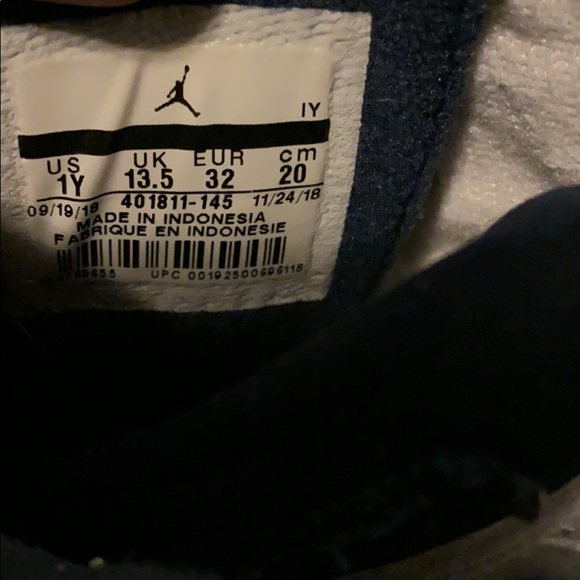 IY
US UK EUR cm
1Y 13.5 32 20
09/19/18 401811-145 11/24/18
MADE IN INDONESIA
FABRIQUE EN INDONESIE
UPC 00192500696118